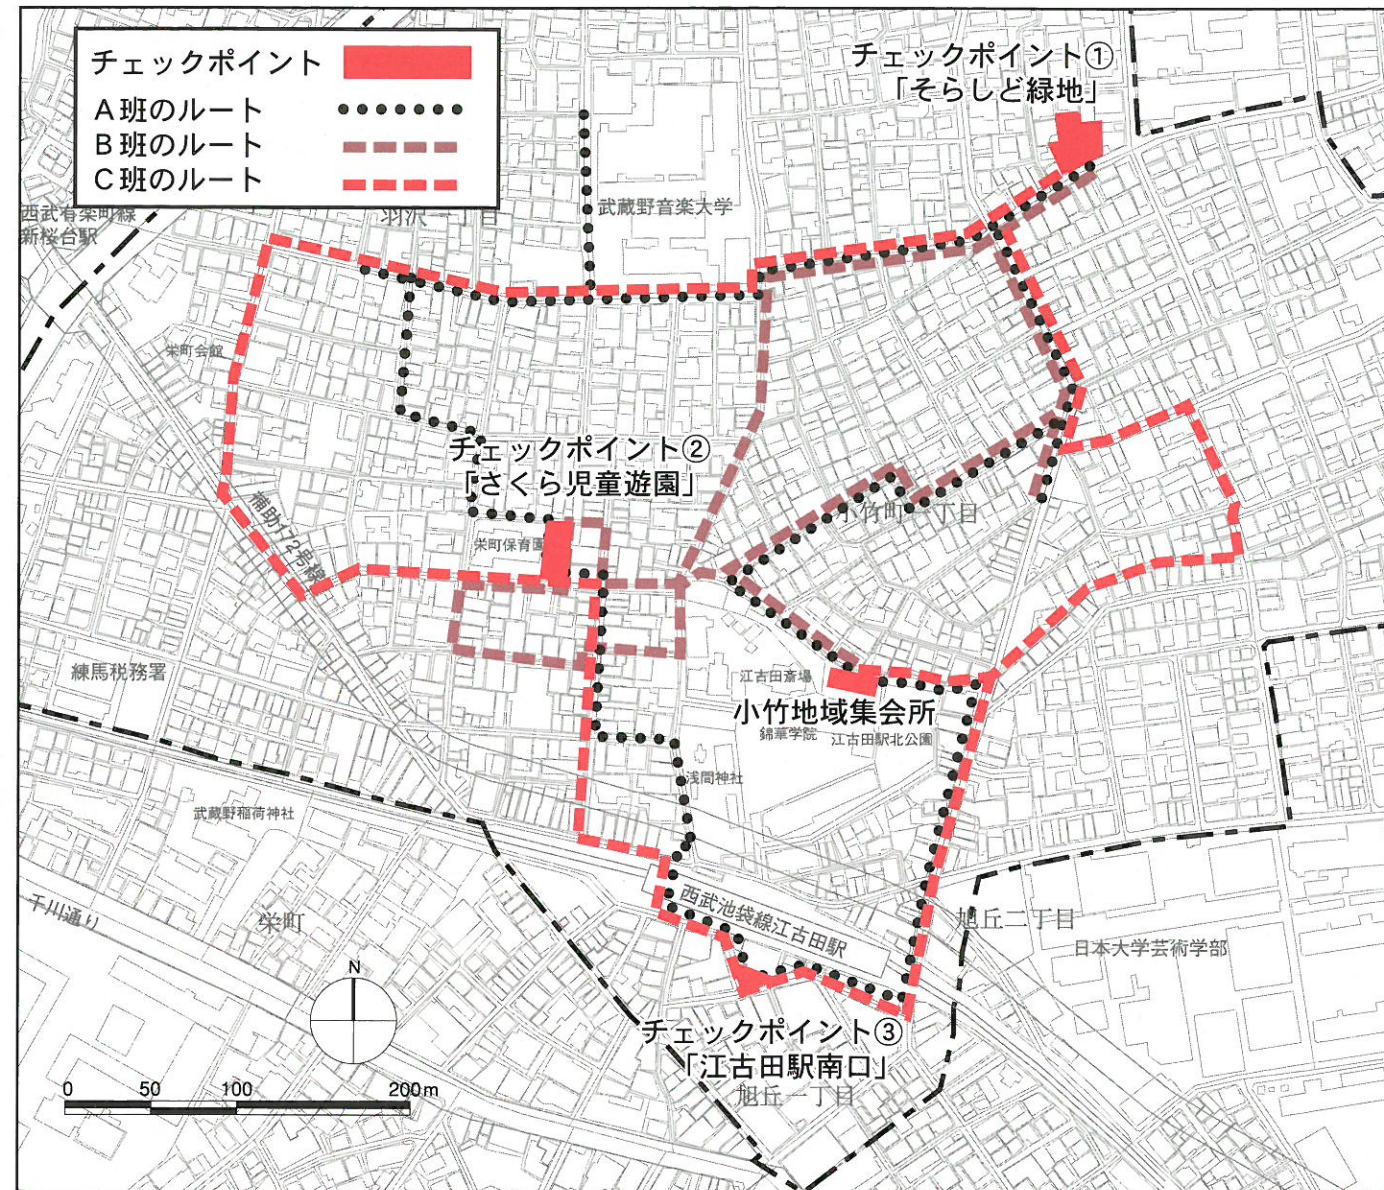 チェックポイント
A班のルート
B班のルート
C班のルート
チェックポイント①
「そらしど緑地」
西武有楽町線
新桜台駅
羽沢一丁目
武蔵野音楽大学
栄町会館
チェックポイント②
「さくら児童遊園」
補助172号線
小竹町一丁目
栄町保育園
練馬税務署
江古田斎場
小竹地域集会所
錦華学院
江古田駅北公園
浅間神社
武蔵野稲荷神社
西武池袋線江古田駅
千川通り
栄町
旭丘二丁目
日本大学芸術学部
N
チェックポイント③
「江古田駅南口」
旭丘一丁目
0 50 100 200m